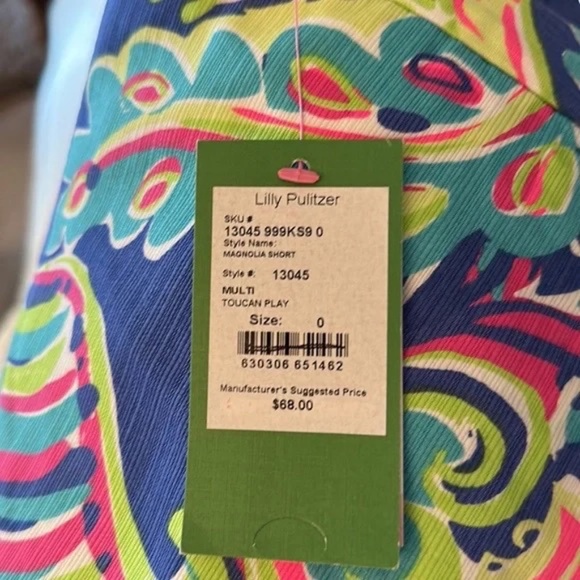 Lilly Pulitzer
SKU #
13045 999KS9 0
Style Name:
MAGNOLIA SHORT
Style #: 13045
MULTI
TOUCAN PLAY
Size: 0
630306 651462
Manufacturer's Suggested Price
$68.00